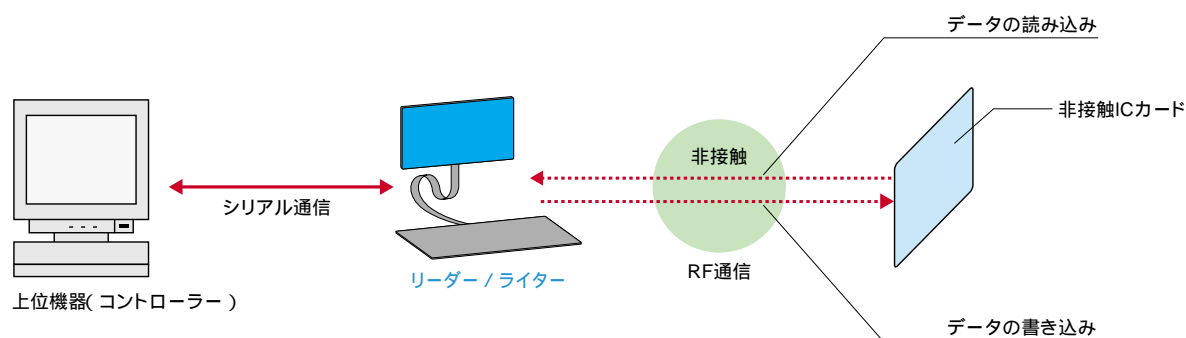 データの読み込み
非接触ICカード
非接触
シリアル通信
RF通信
リーダー / ライター
上位機器( コントローラー )
データの書き込み